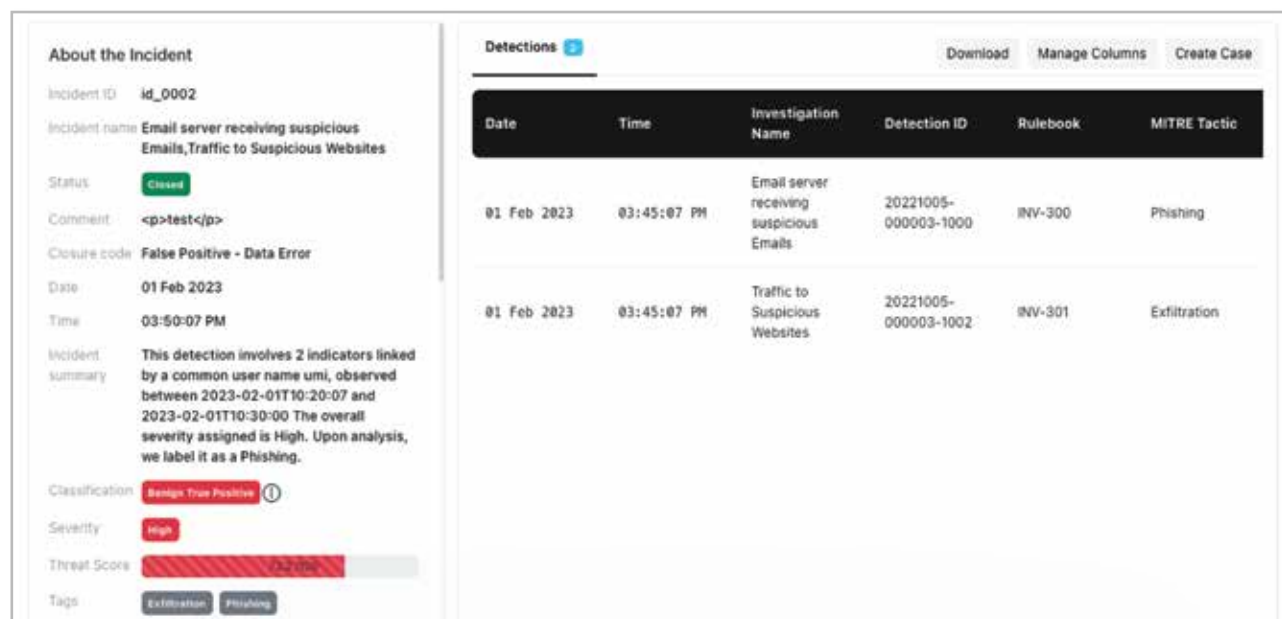 About the Incident
Incident ID id_0002
Incident name Email server receiving suspicious
Emails,Traffic to Suspicious Websites
Status Closed
Comment <p>test</p>
Closure code False Positive - Data Error
Date 01 Feb 2023
Time 03:50:07 PM
Incident This detection involves 2 indicators linked
summary by a common user name umi, observed
between 2023-02-01T10:20:07 and
2023-02-01T10:30:00 The overall
severity assigned is High. Upon analysis,
we label it as a Phishing.
Classification Benign True Positive
Severity High
Threat Score
Tags Exfiltration Phishing
Detections 2
Download Manage Columns Create Case
Date Time Investigation Name Detection ID Rulebook MITRE Tactic
01 Feb 2023 03:45:07 PM Email server receiving suspicious Emails 20221005-000003-1000 INV-300 Phishing
01 Feb 2023 03:45:07 PM Traffic to Suspicious Websites 20221005-000003-1002 INV-301 Exfiltration